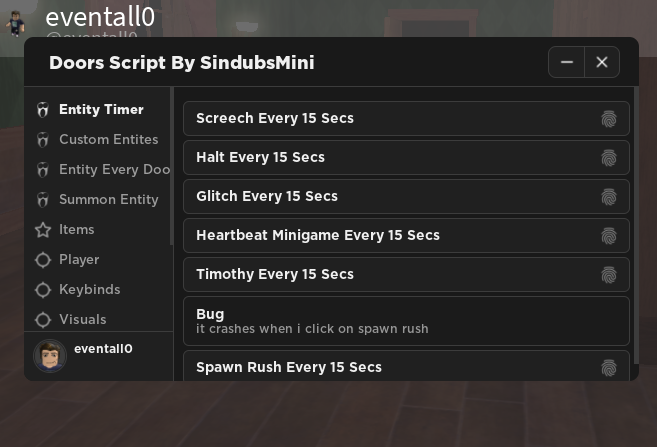 eventall0
@eventall0
Doors Script By SindubsMini
Entity Timer
Custom Entites
Entity Every Doo
Summon Entity
Items
Player
Keybinds
Visuals
eventall0
Screech Every 15 Secs
Halt Every 15 Secs
Glitch Every 15 Secs
Heartbeat Minigame Every 15 Secs
Timothy Every 15 Secs
Bug
it crashes when i click on spawn rush
Spawn Rush Every 15 Secs